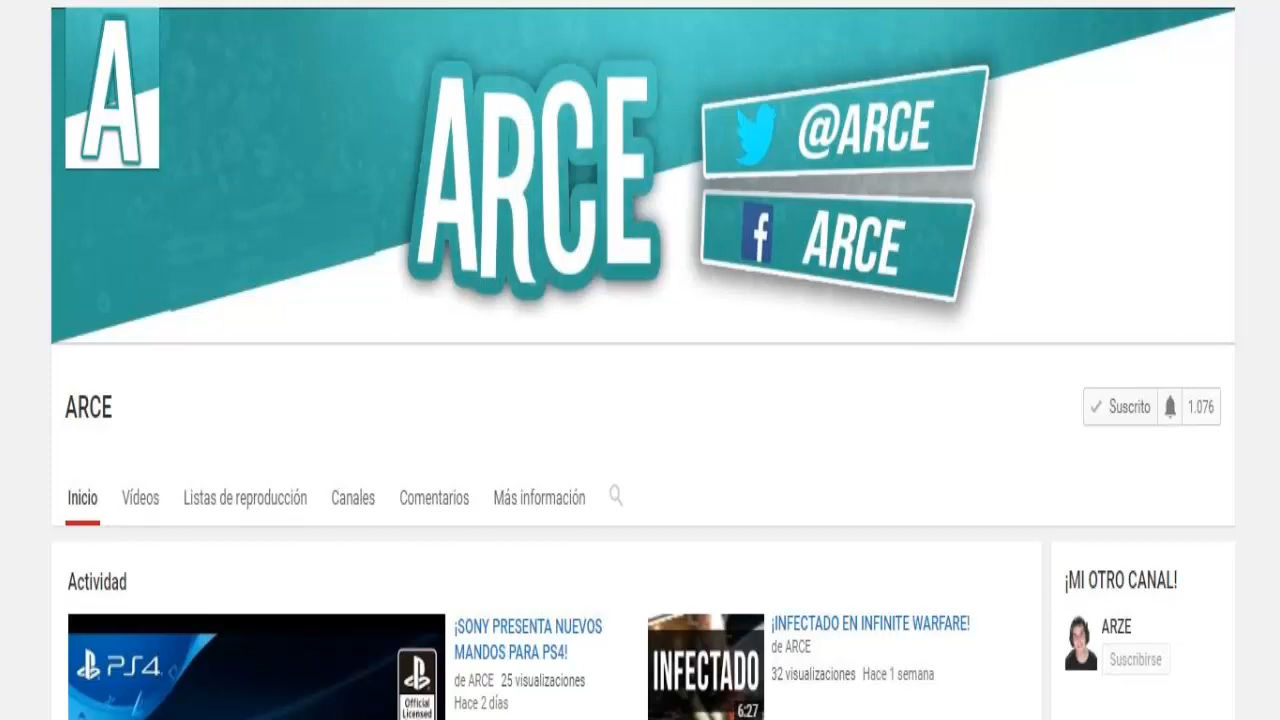 A
ARCE
@ARCE
f ARCE
ARCE
Suscrito
1.076
Inicio
Vídeos
Listas de reproducción
Canales
Comentarios
Más información
Actividad
PS4
Official
Licensed
¡SONY PRESENTA NUEVOS
MANDOS PARA PS4!
de ARCE 25 visualizaciones
Hace 2 días
INFECTADO
6:27
¡INFECTADO EN INFINITE WARFARE!
de ARCE
32 visualizaciones Hace 1 semana
¡MI OTRO CANAL!
ARZE
Suscribirse